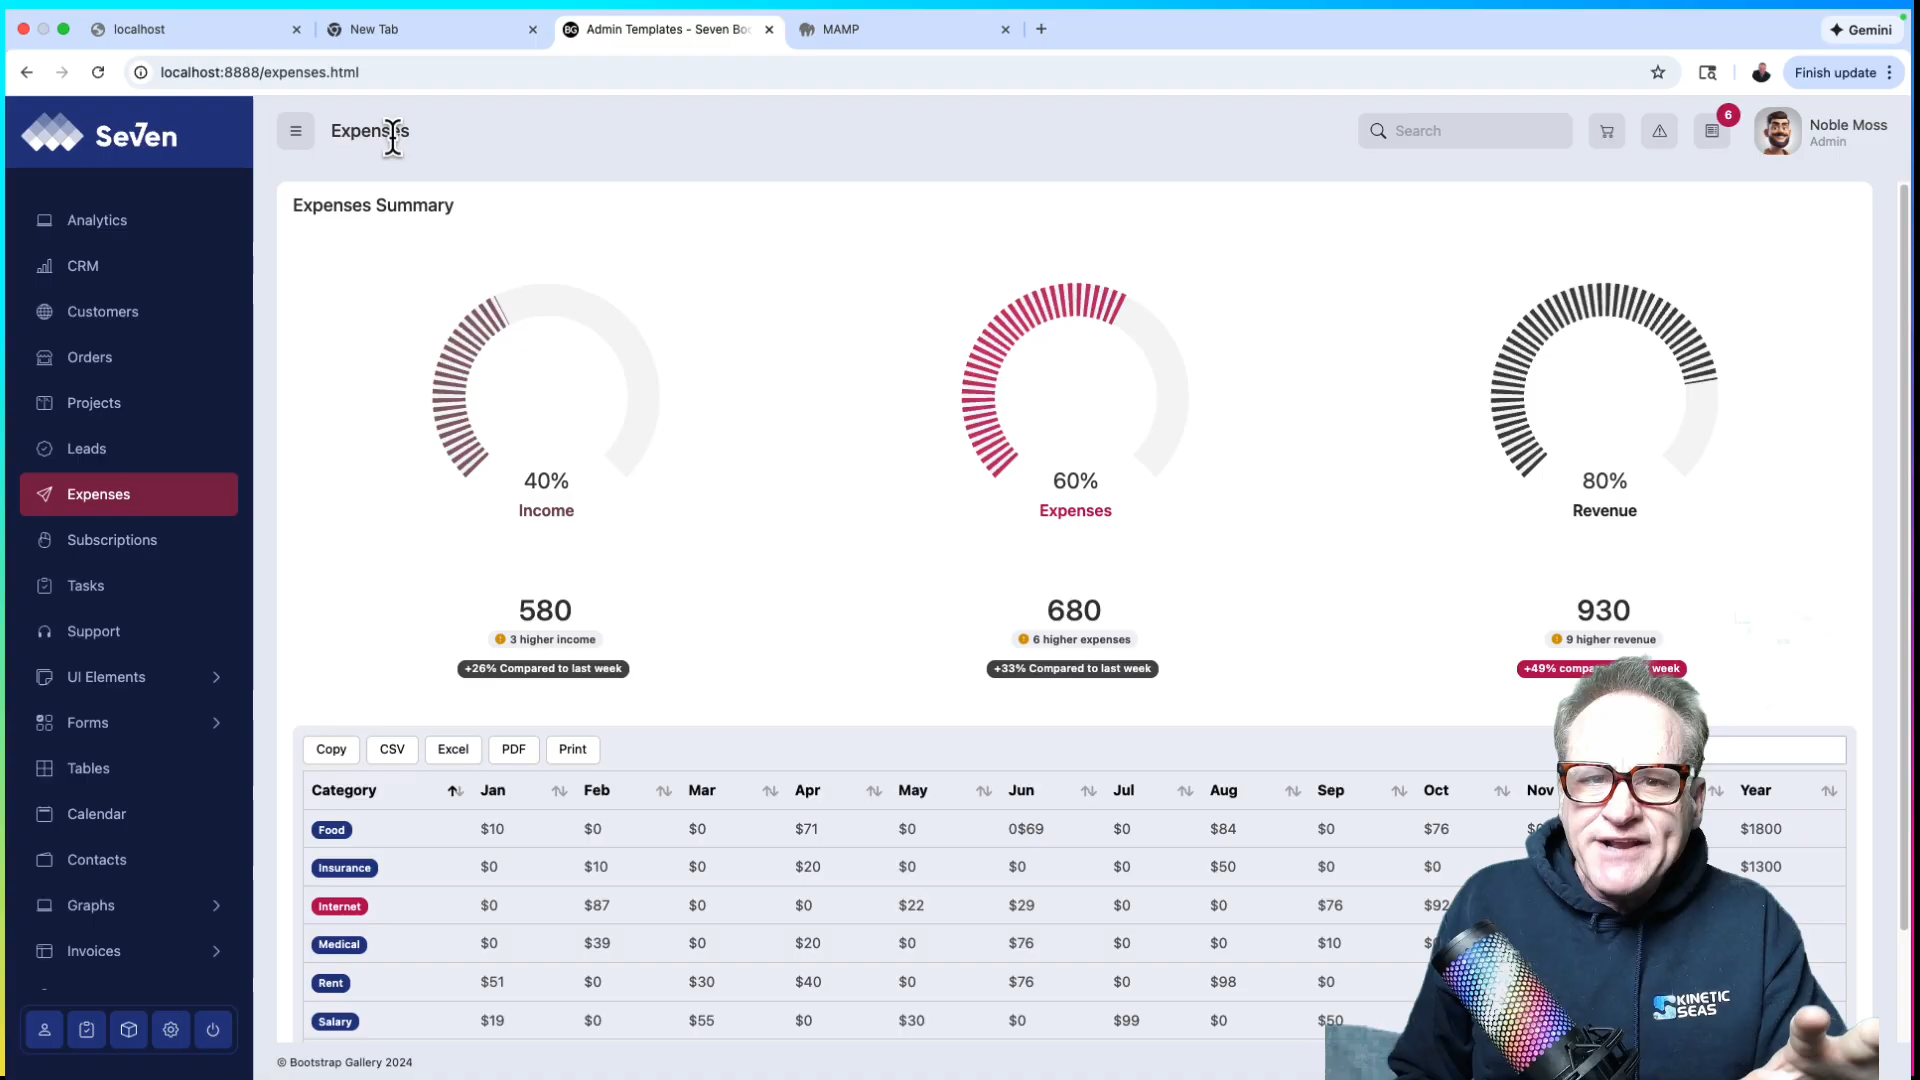 localhost
New Tab
Admin Templates - Seven Boo
MAMP
Gemini
localhost:8888/expenses.html
Finish update
Seven
Expenses
Search
6
Noble Moss
Admin
Analytics
CRM
Customers
Orders
Projects
Leads
Expenses
Subscriptions
Tasks
Support
UI Elements
Forms
Tables
Calendar
Contacts
Graphs
Invoices
Expenses Summary
40%
Income
60%
Expenses
80%
Revenue
580
3 higher income
+26% Compared to last week
680
6 higher expenses
+33% Compared to last week
930
9 higher revenue
+49% week
Copy CSV Excel PDF Print
Category Jan Feb Mar Apr May Jun Jul Aug Sep Oct Nov Year
Food $10 $0 $0 $71 $0 0$69 $0 $84 $0 $76 $1800
Insurance $0 $10 $0 $20 $0 $0 $0 $50 $0 $0 $1300
Internet $0 $87 $0 $0 $22 $29 $0 $0 $76 $92
Medical $0 $39 $0 $20 $0 $76 $0 $0 $10
Rent $51 $0 $30 $40 $0 $76 $0 $98 $0
Salary $19 $0 $55 $0 $30 $0 $99 $0 $50
KINETIC
SEAS
© Bootstrap Gallery 2024